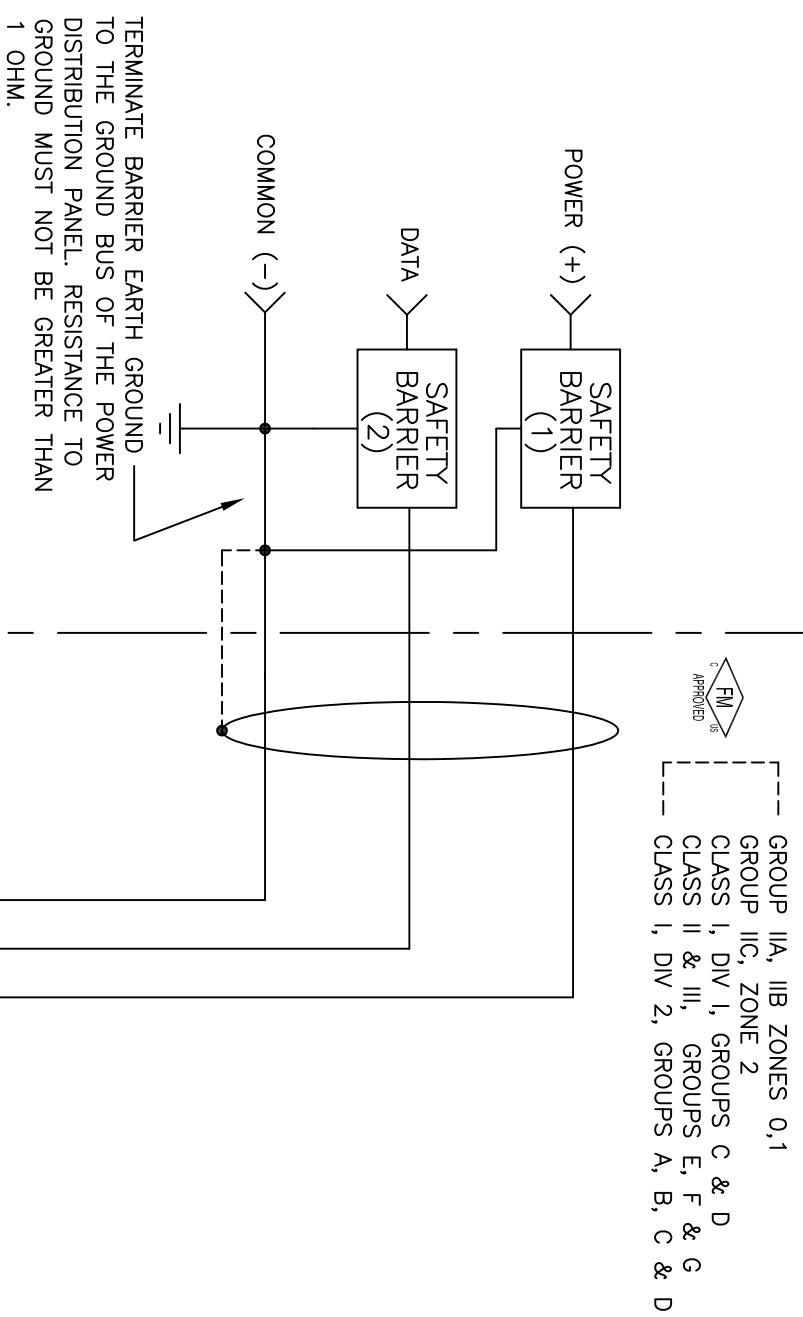 GROUP IIA, IIB ZONES 0,1
GROUP IIC, ZONE 2
CLASS I, DIV I, GROUPS C & D
CLASS II & III, GROUPS E, F & G
CLASS I, DIV 2, GROUPS A, B, C & D
FM
C
US
APPROVED
POWER (+)
SAFETY
BARRIER
(1)
DATA
SAFETY
BARRIER
(2)
COMMON (-)
TERMINATE BARRIER EARTH GROUND
TO THE GROUND BUS OF THE POWER
DISTRIBUTION PANEL. RESISTANCE TO
GROUND MUST NOT BE GREATER THAN
1 OHM.